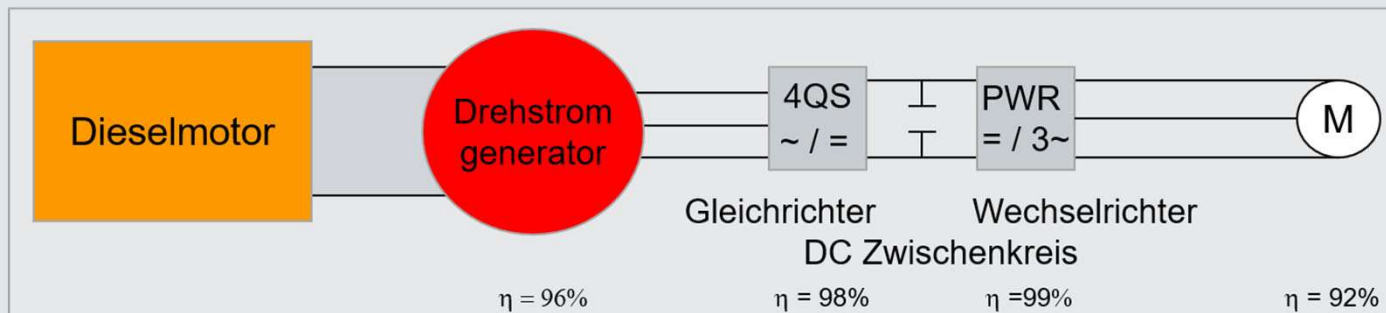 Dieselmotor
Drehstrom
generator
4QS
~ / =
PWR
= / 3~
M
Gleichrichter
Wechselrichter
DC Zwischenkreis
η = 96%
η = 98%
η =99%
η = 92%